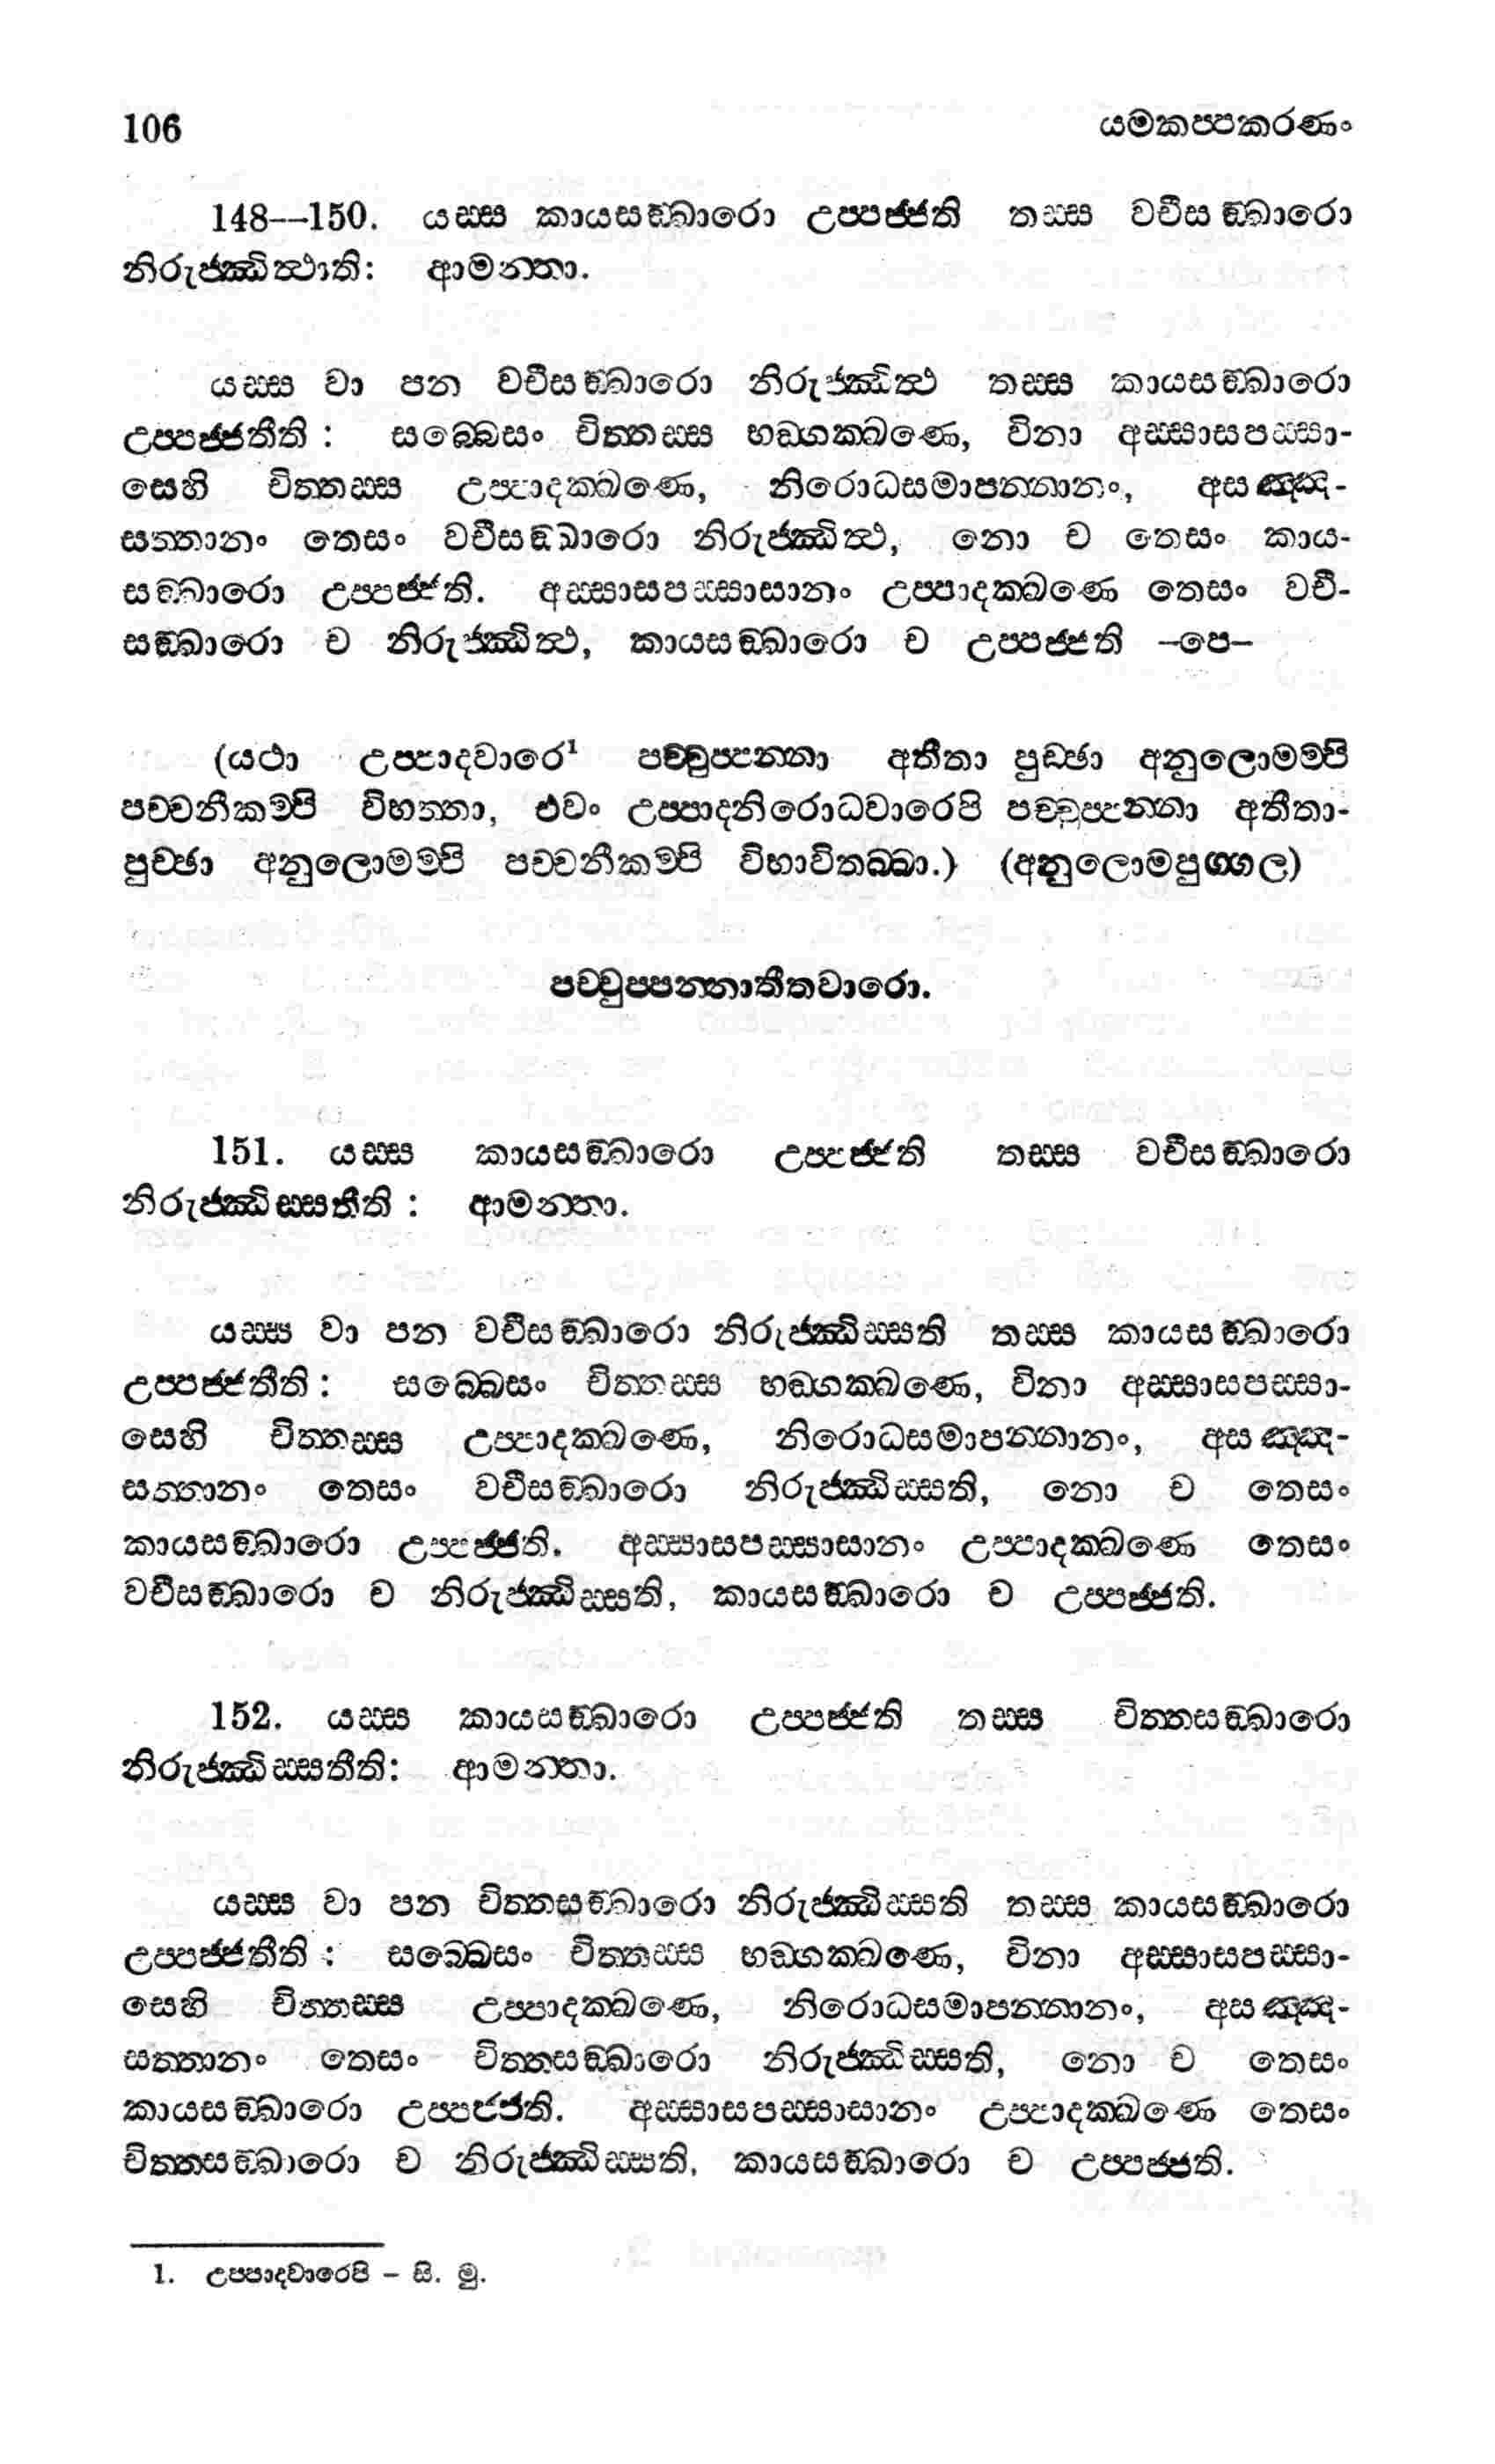 106
යමකප්පකරණං
148—150. යස්ස කායසඞ්ඛාරො උප්පජ්ජති තස්ස වචීසඞ්ඛාරො
නිරුජ්ඣිත්ථාති: ආමන්තා.
යස්ස වා පන වචීසඞ්ඛාරො නිරුජ්ඣිත්ථ තස්ස කායසඞ්ඛාරො
උප්පජ්ජතීති : සබ්බෙසං චිත්තස්ස භඞ්ගක්ඛණෙ, විනා අස්සාසපස්සා-
සෙහි චිත්තස්ස උප්පාදක්ඛණෙ, නිරොධසමාපන්නානං, අසඤ්ඤ-
සත්තානං තෙසං වචීසඞ්ඛාරො නිරුජ්ඣිත්ථ, නො ච තෙසං කාය-
සඞ්ඛාරො උප්පජ්ජති. අස්සාසපස්සාසානං උප්පාදක්ඛණෙ තෙසං වචී-
සඞ්ඛාරො ච නිරුජ්ඣිත්ථ, කායසඞ්ඛාරො ච උප්පජ්ජති –පෙ–
(යථා උප්පාදවාරෙ¹ පච්චුප්පන්නා අතීතා පුච්ඡා අනුලොමම්පි
පච්චනීකම්පි විභත්තා, එවං උප්පාදනිරොධවාරෙපි පච්චුප්පන්නා අතීතා-
පුච්ඡා අනුලොමම්පි පච්චනීකම්පි විභාවිතබ්බා.) (අනුලොමපුග්ගල)
පච්චුප්පන්නාතීතවාරො.
151. යස්ස කායසඞ්ඛාරො උප්පජ්ජති තස්ස වචීසඞ්ඛාරො
නිරුජ්ඣිස්සතීති : ආමන්තා.
යස්ස වා පන වචීසඞ්ඛාරො නිරුජ්ඣිස්සති තස්ස කායසඞ්ඛාරො
උප්පජ්ජතීති : සබ්බෙසං චිත්තස්ස භඞ්ගක්ඛණෙ, විනා අස්සාසපස්සා-
සෙහි චිත්තස්ස උප්පාදක්ඛණෙ, නිරොධසමාපන්නානං, අසඤ්ඤ-
සත්තානං තෙසං වචීසඞ්ඛාරො නිරුජ්ඣිස්සති, නො ච තෙසං
කායසඞ්ඛාරො උප්පජ්ජති. අස්සාසපස්සාසානං උප්පාදක්ඛණෙ තෙසං
වචීසඞ්ඛාරො ච නිරුජ්ඣිස්සති, කායසඞ්ඛාරො ච උප්පජ්ජති.
152. යස්ස කායසඞ්ඛාරො උප්පජ්ජති තස්ස චිත්තසඞ්ඛාරො
නිරුජ්ඣිස්සතීති: ආමන්තා.
යස්ස වා පන චිත්තසඞ්ඛාරො නිරුජ්ඣිස්සති තස්ස කායසඞ්ඛාරො
උප්පජ්ජතීති : සබ්බෙසං චිත්තස්ස භඞ්ගක්ඛණෙ, විනා අස්සාසපස්සා-
සෙහි චිත්තස්ස උප්පාදක්ඛණෙ, නිරොධසමාපන්නානං, අසඤ්ඤ-
සත්තානං තෙසං චිත්තසඞ්ඛාරො නිරුජ්ඣිස්සති, නො ච තෙසං
කායසඞ්ඛාරො උප්පජ්ජති. අස්සාසපස්සාසානං උප්පාදක්ඛණෙ තෙසං
චිත්තසඞ්ඛාරො ච නිරුජ්ඣිස්සති, කායසඞ්ඛාරො ච උප්පජ්ජති.
1. උප්පාදවාරෙපි – සි. මු.